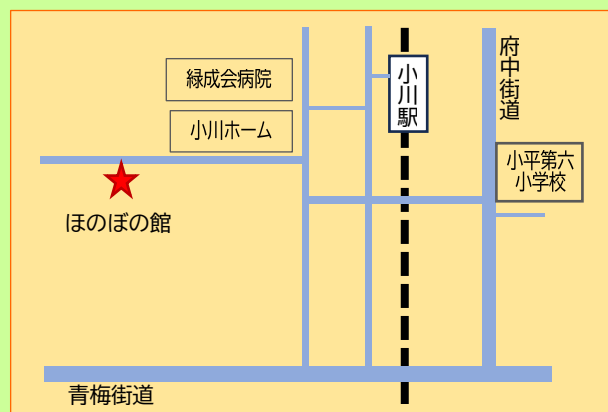 緑成会病院
小川ホーム
小川駅
府中街道
小平第六
小学校
ほのぼの館
青梅街道